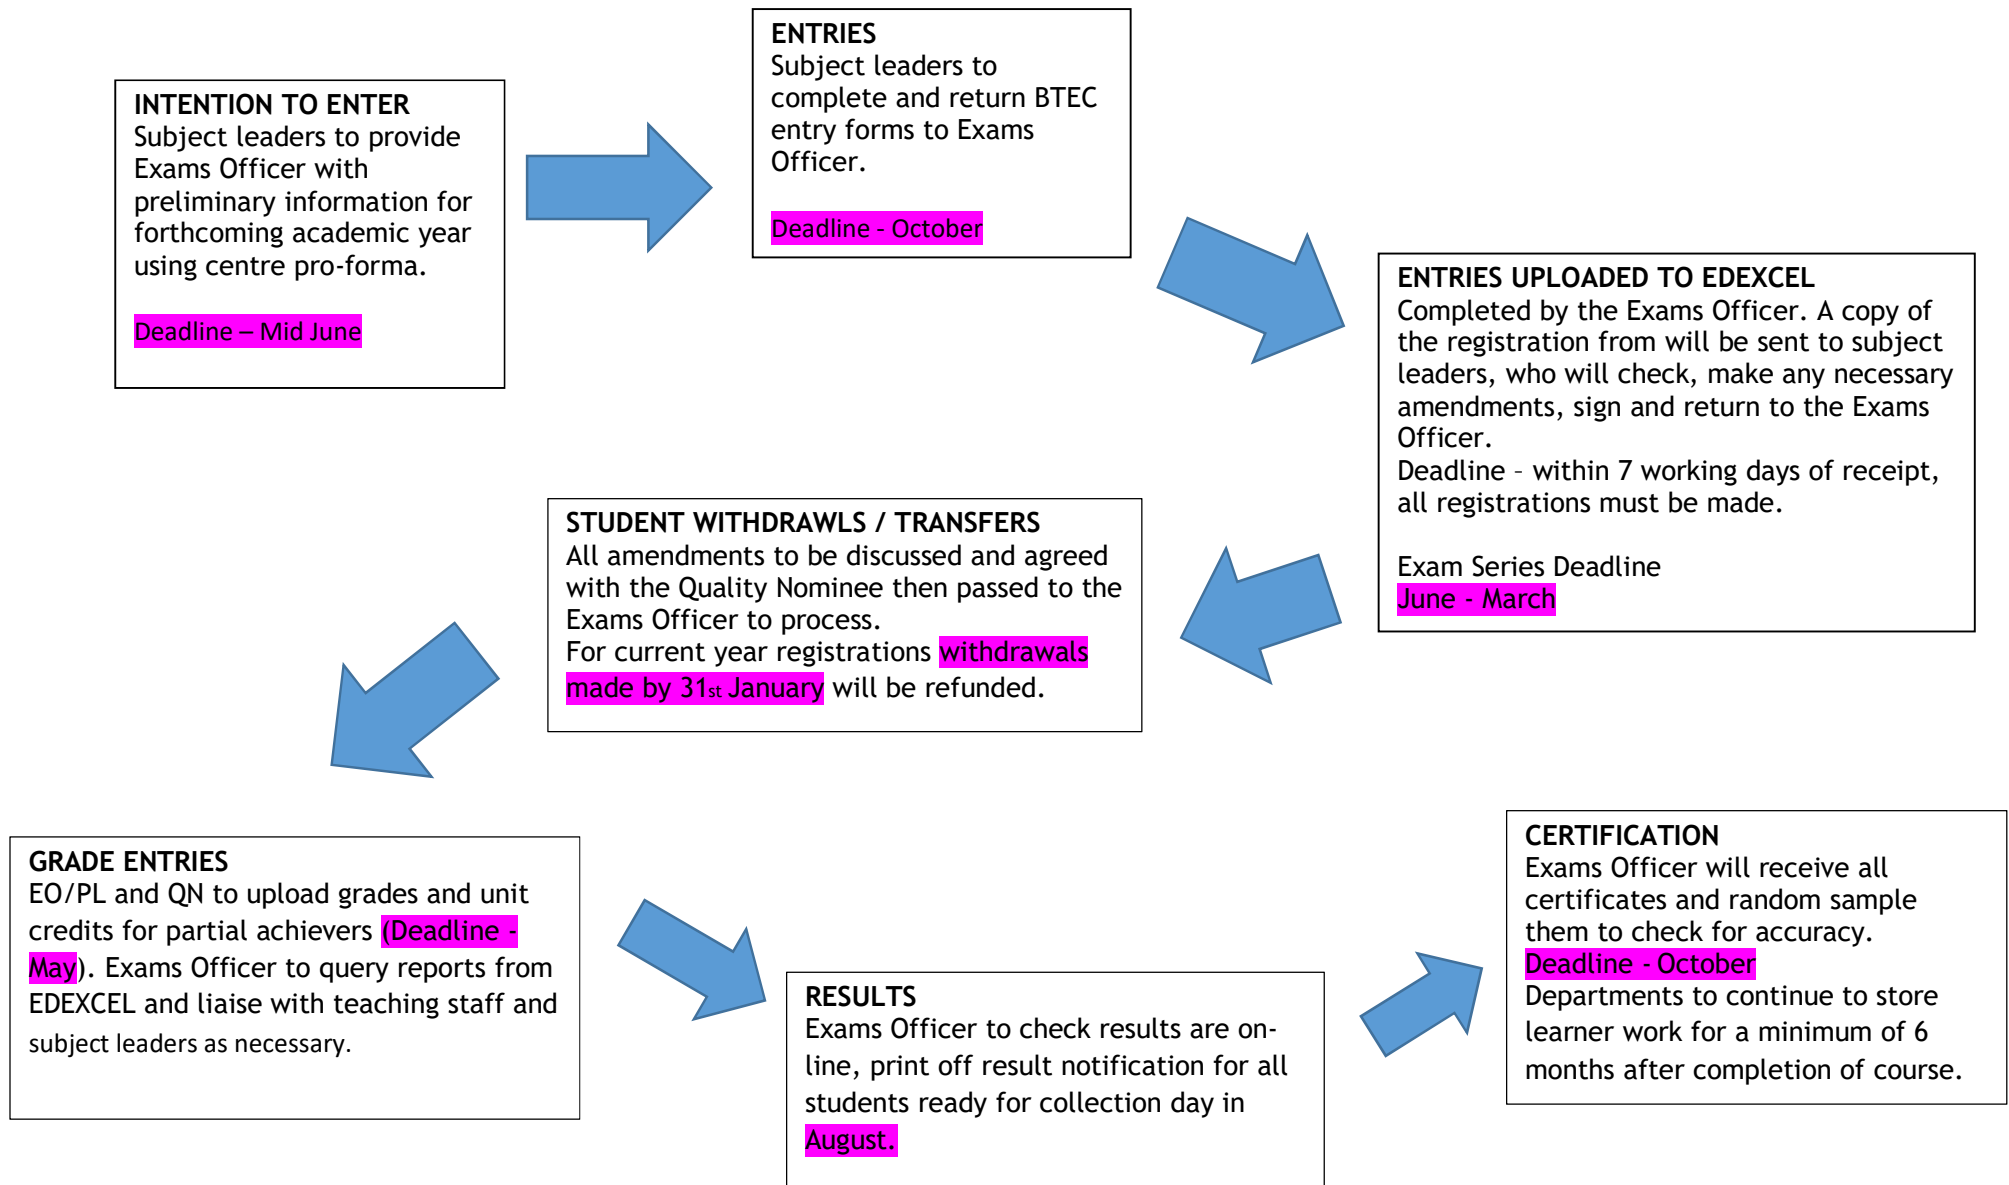 INTENTION TO ENTER
Subject leaders to provide
Exams Officer with
preliminary information for
forthcoming academic year
using centre pro-forma.
Deadline – Mid June
ENTRIES
Subject leaders to
complete and return BTEC
entry forms to Exams
Officer.
Deadline - October
ENTRIES UPLOADED TO EDEXCEL
Completed by the Exams Officer. A copy of
the registration from will be sent to subject
leaders, who will check, make any necessary
amendments, sign and return to the Exams
Officer.
Deadline – within 7 working days of receipt,
all registrations must be made.
Exam Series Deadline
June - March
STUDENT WITHDRAWLS / TRANSFERS
All amendments to be discussed and agreed
with the Quality Nominee then passed to the
Exams Officer to process.
For current year registrations withdrawals
made by 31st January will be refunded.
GRADE ENTRIES
EO/PL and QN to upload grades and unit
credits for partial achievers (Deadline -
May). Exams Officer to query reports from
EDEXCEL and liaise with teaching staff and
subject leaders as necessary.
RESULTS
Exams Officer to check results are on-
line, print off result notification for all
students ready for collection day in
August.
CERTIFICATION
Exams Officer will receive all
certificates and random sample
them to check for accuracy.
Deadline - October
Departments to continue to store
learner work for a minimum of 6
months after completion of course.